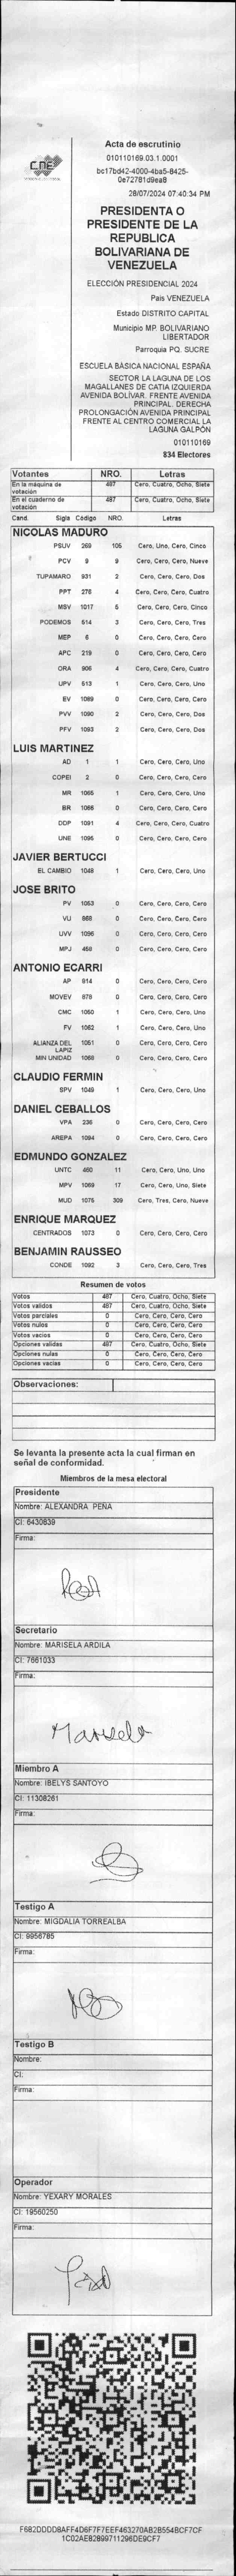 CNE
Acta de escrutinio
010110169.03.1.0001
bc17bd42-4000-4ba5-8425-
0e72781d9ea8
28/07/2024 07:40:34 PM
PRESIDENTA O
PRESIDENTE DE LA
REPUBLICA
BOLIVARIANA DE
VENEZUELA
ELECCIÓN PRESIDENCIAL 2024
País VENEZUELA
Estado DISTRITO CAPITAL
Municipio MP. BOLIVARIANO
LIBERTADOR
Parroquia PQ. SUCRE
ESCUELA BÁSICA NACIONAL ESPAÑA
SECTOR LA LAGUNA DE LOS
MAGALLANES DE CATIA IZQUIERDA
AVENIDA BOLÍVAR. FRENTE AVENIDA
PRINCIPAL. DERECHA
PROLONGACIÓN AVENIDA PRINCIPAL
FRENTE AL CENTRO COMERCIAL LA
LAGUNA GALPÓN
010110169
834 Electores
Votantes NRO. Letras
En la máquina de votación 487 Cero, Cuatro, Ocho, Siete
En el cuaderno de votación 487 Cero, Cuatro, Ocho, Siete
Cand. Sigla Código NRO. Letras
NICOLAS MADURO
PSUV 269 105 Cero, Uno, Cero, Cinco
PCV 9 9 Cero, Cero, Cero, Nueve
TUPAMARO 931 2 Cero, Cero, Cero, Dos
PPT 276 4 Cero, Cero, Cero, Cuatro
MSV 1017 5 Cero, Cero, Cero, Cinco
PODEMOS 514 3 Cero, Cero, Cero, Tres
MEP 6 0 Cero, Cero, Cero, Cero
APC 219 0 Cero, Cero, Cero, Cero
ORA 906 4 Cero, Cero, Cero, Cuatro
UPV 613 1 Cero, Cero, Cero, Uno
EV 1089 0 Cero, Cero, Cero, Cero
PVV 1090 2 Cero, Cero, Cero, Dos
PFV 1093 2 Cero, Cero, Cero, Dos
LUIS MARTINEZ
AD 1 1 Cero, Cero, Cero, Uno
COPEI 2 0 Cero, Cero, Cero, Cero
MR 1065 1 Cero, Cero, Cero, Uno
BR 1066 0 Cero, Cero, Cero, Cero
DDP 1091 4 Cero, Cero, Cero, Cuatro
UNE 1095 0 Cero, Cero, Cero, Cero
JAVIER BERTUCCI
EL CAMBIO 1048 1 Cero, Cero, Cero, Uno
JOSE BRITO
PV 1053 0 Cero, Cero, Cero, Cero
VU 868 0 Cero, Cero, Cero, Cero
UVV 1096 0 Cero, Cero, Cero, Cero
MPJ 459 0 Cero, Cero, Cero, Cero
ANTONIO ECARRI
AP 914 0 Cero, Cero, Cero, Cero
MOVEV 879 0 Cero, Cero, Cero, Cero
CMC 1050 1 Cero, Cero, Cero, Uno
FV 1052 1 Cero, Cero, Cero, Uno
ALIANZA DEL LAPIZ 1051 0 Cero, Cero, Cero, Cero
MIN UNIDAD 1068 0 Cero, Cero, Cero, Cero
CLAUDIO FERMIN
SPV 1049 1 Cero, Cero, Cero, Uno
DANIEL CEBALLOS
VPA 236 0 Cero, Cero, Cero, Cero
AREPA 1094 0 Cero, Cero, Cero, Cero
EDMUNDO GONZALEZ
UNTC 460 11 Cero, Cero, Uno, Uno
MPV 1069 17 Cero, Cero, Uno, Siete
MUD 1075 309 Cero, Tres, Cero, Nueve
ENRIQUE MARQUEZ
CENTRADOS 1073 0 Cero, Cero, Cero, Cero
BENJAMIN RAUSSEO
CONDE 1092 3 Cero, Cero, Cero, Tres
Resumen de votos
Votos 487 Cero, Cuatro, Ocho, Siete
Votos validos 487 Cero, Cuatro, Ocho, Siete
Votos parciales 0 Cero, Cero, Cero, Cero
Votos nulos 0 Cero, Cero, Cero, Cero
Votos vacios 0 Cero, Cero, Cero, Cero
Opciones validas 487 Cero, Cuatro, Ocho, Siete
Opciones nulas 0 Cero, Cero, Cero, Cero
Opciones vacias 0 Cero, Cero, Cero, Cero
Observaciones:
Se levanta la presente acta la cual firman en
señal de conformidad.
Miembros de la mesa electoral
Presidente
Nombre: ALEXANDRA PEÑA
CI: 6430839
Firma:
Secretario
Nombre: MARISELA ARDILA
CI: 7661033
Firma:
Marisela
Miembro A
Nombre: IBELYS SANTOYO
CI: 11308261
Firma:
Testigo A
Nombre: MIGDALIA TORREALBA
CI: 9956785
Firma:
Testigo B
Nombre:
CI:
Firma:
Operador
Nombre: YEXARY MORALES
CI: 19560250
Firma:
F682DDDD8AFF4D6F7F7EEF463270AB2B554BCF7CF
1C02AE82899711296DE9CF7